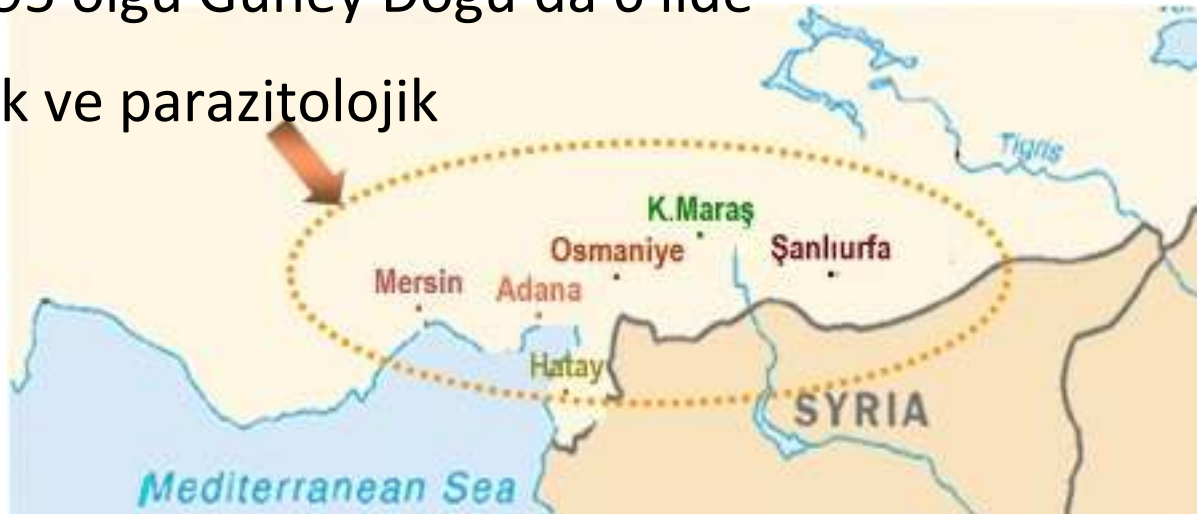 olgu Güney Doğu'da 6 ilde
k ve parazitolojik
Tigris
K.Maraş
Osmaniye
Şanlıurfa
Mersin
Adana
Hatay
SYRIA
Mediterranean Sea